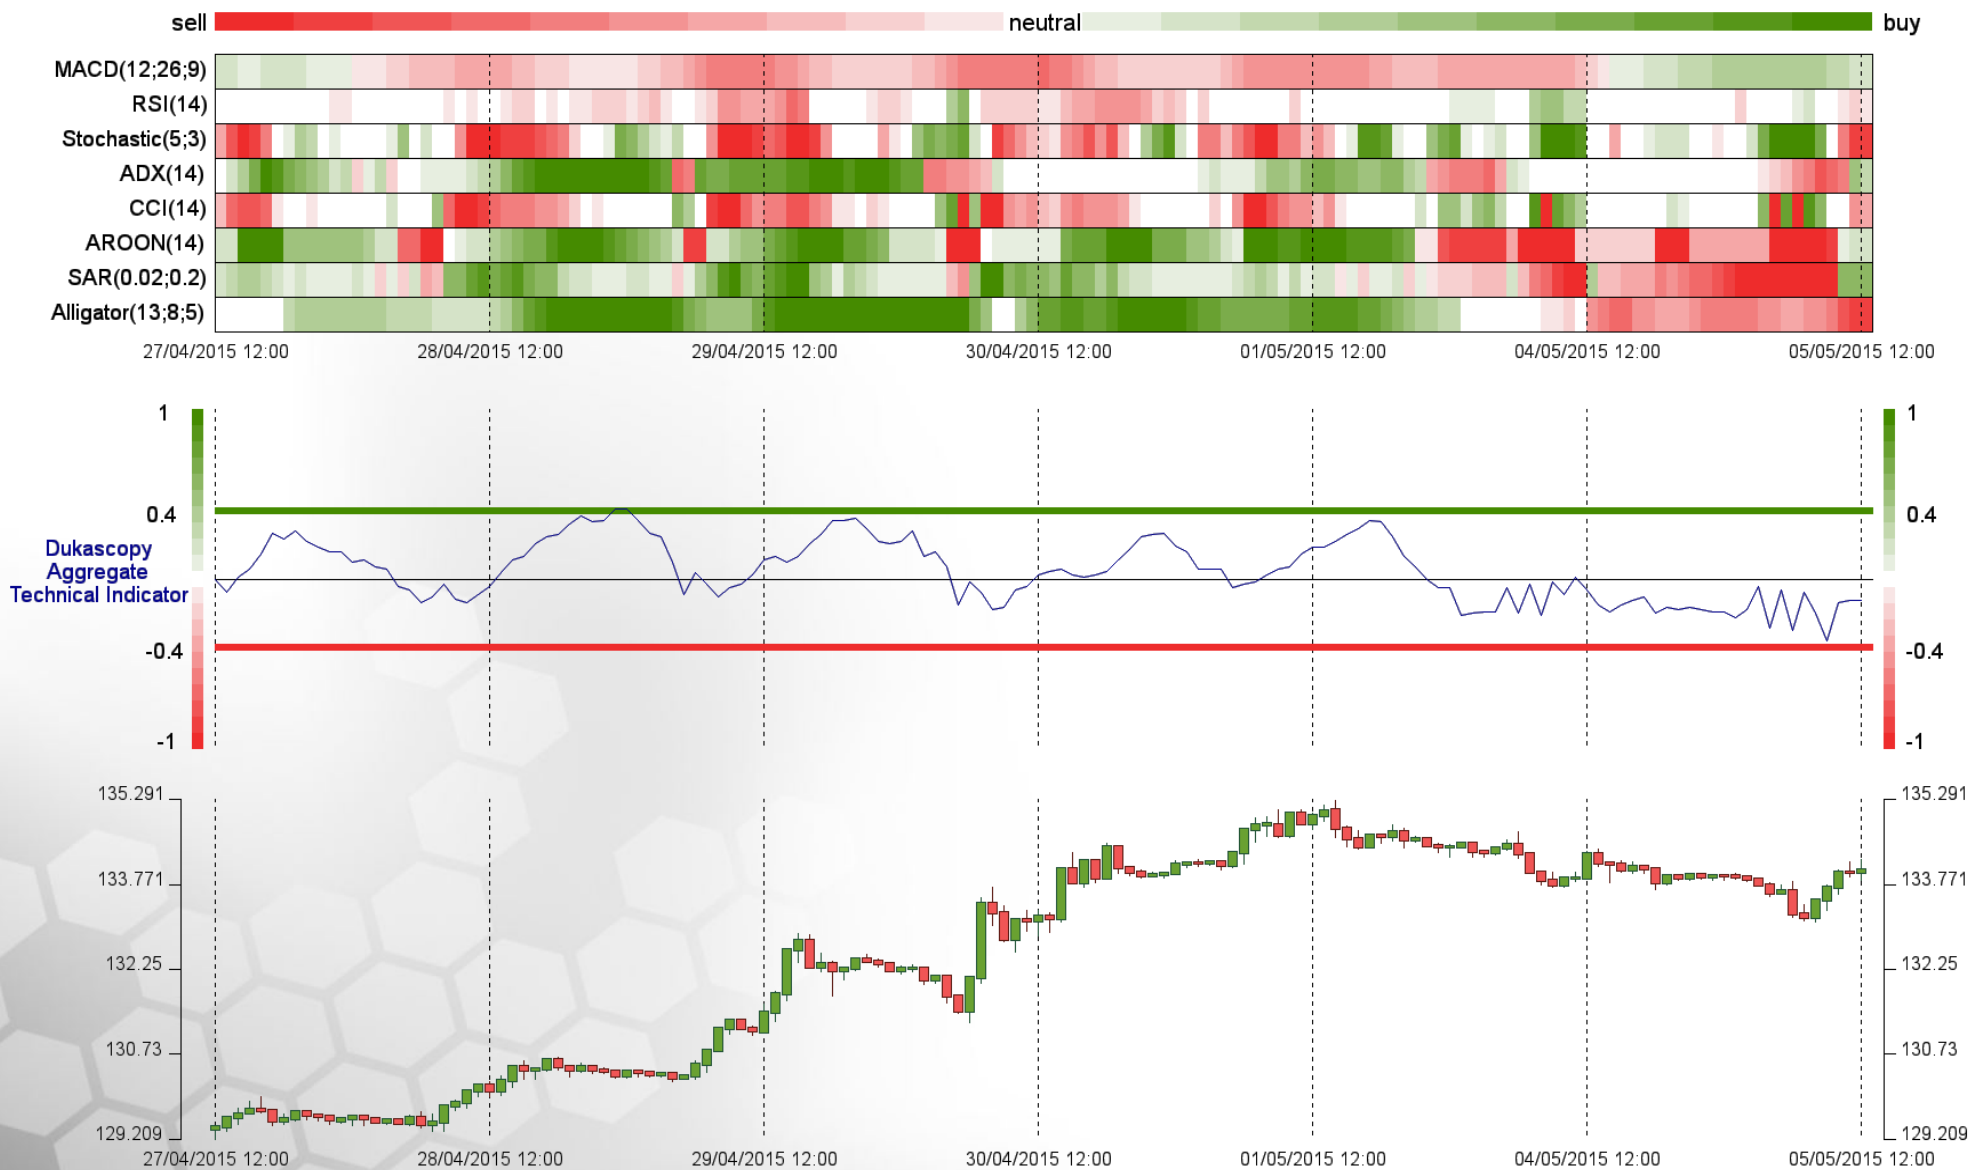 sell neutral buy
MACD(12;26;9)
RSI(14)
Stochastic(5;3)
ADX(14)
CCI(14)
AROON(14)
SAR(0.02;0.2)
Alligator(13;8;5)
27/04/2015 12:00 28/04/2015 12:00 29/04/2015 12:00 30/04/2015 12:00 01/05/2015 12:00 04/05/2015 12:00 05/05/2015 12:00
1 1
0.4 0.4
Dukascopy
Aggregate
Technical Indicator
-0.4 -0.4
-1 -1
135.291 135.291
133.771 133.771
132.25 132.25
130.73 130.73
129.209 129.209
27/04/2015 12:00 28/04/2015 12:00 29/04/2015 12:00 30/04/2015 12:00 01/05/2015 12:00 04/05/2015 12:00 05/05/2015 12:00